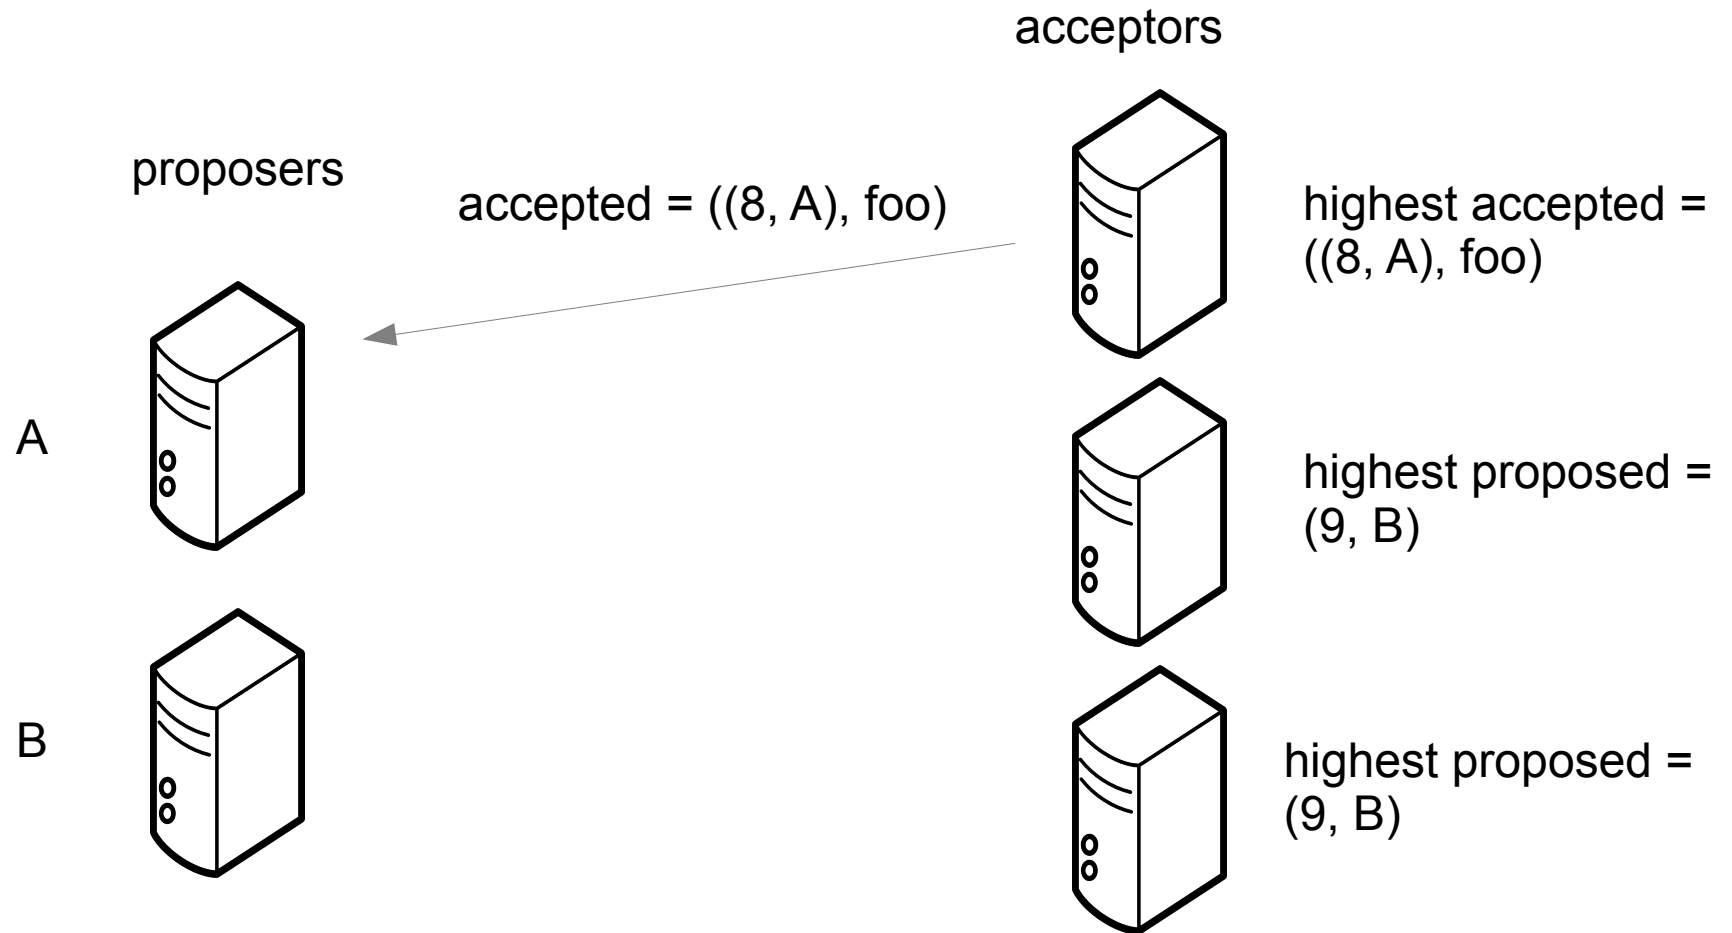 acceptors
proposers
accepted = ((8, A), foo)
highest accepted =
((8, A), foo)
A
highest proposed =
(9, B)
B
highest proposed =
(9, B)